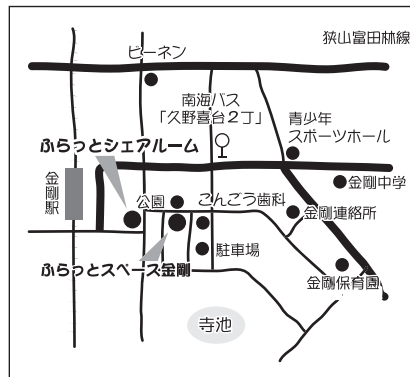 狭山富田林線
ビーネン
南海バス
「久野喜台2丁」
青少年
スポーツホール
ふらっとシェアルーム
金剛中学
金剛駅
公園
こんごう歯科
金剛連絡所
駐車場
ふらっとスペース金剛
金剛保育園
寺池